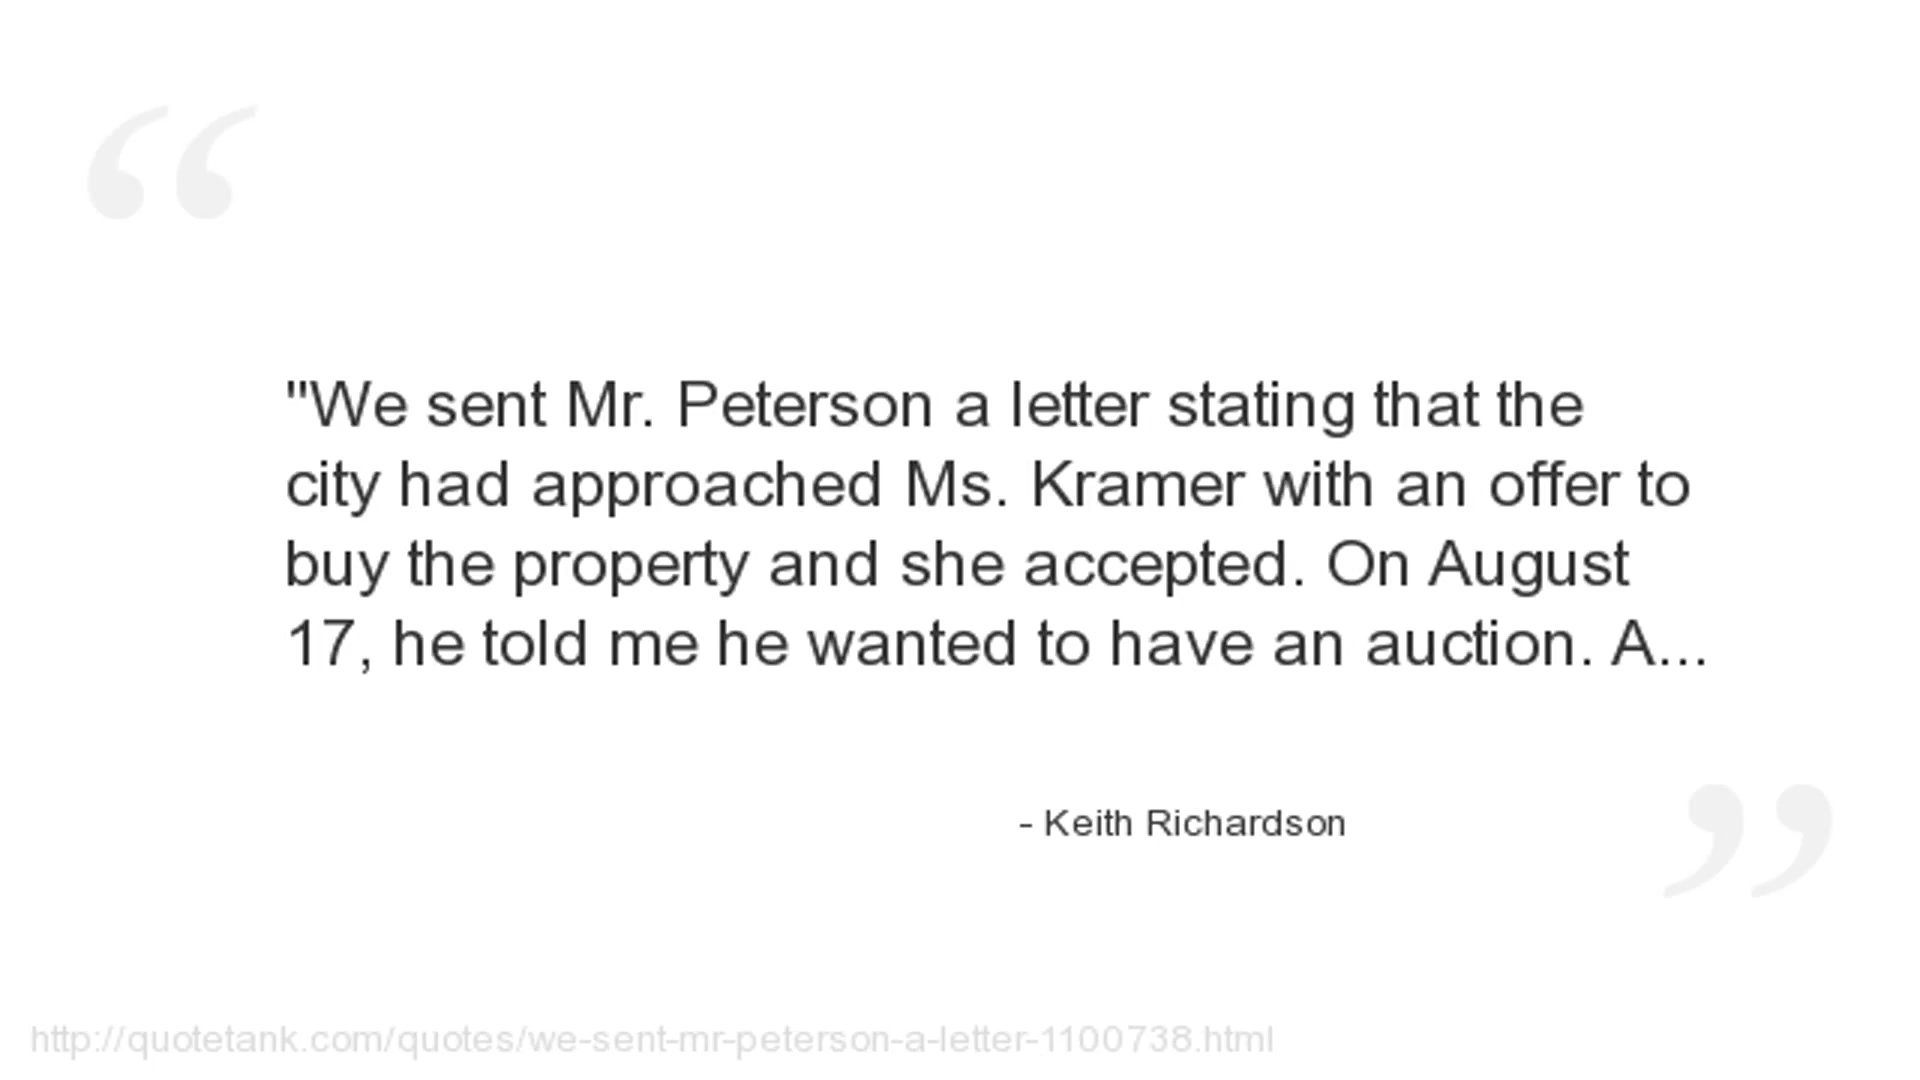 "We sent Mr. Peterson a letter stating that the
city had approached Ms. Kramer with an offer to
buy the property and she accepted. On August
17, he told me he wanted to have an auction. A...
- Keith Richardson
http://quotetank.com/quotes/we-sent-mr-peterson-a-letter-1100738.html